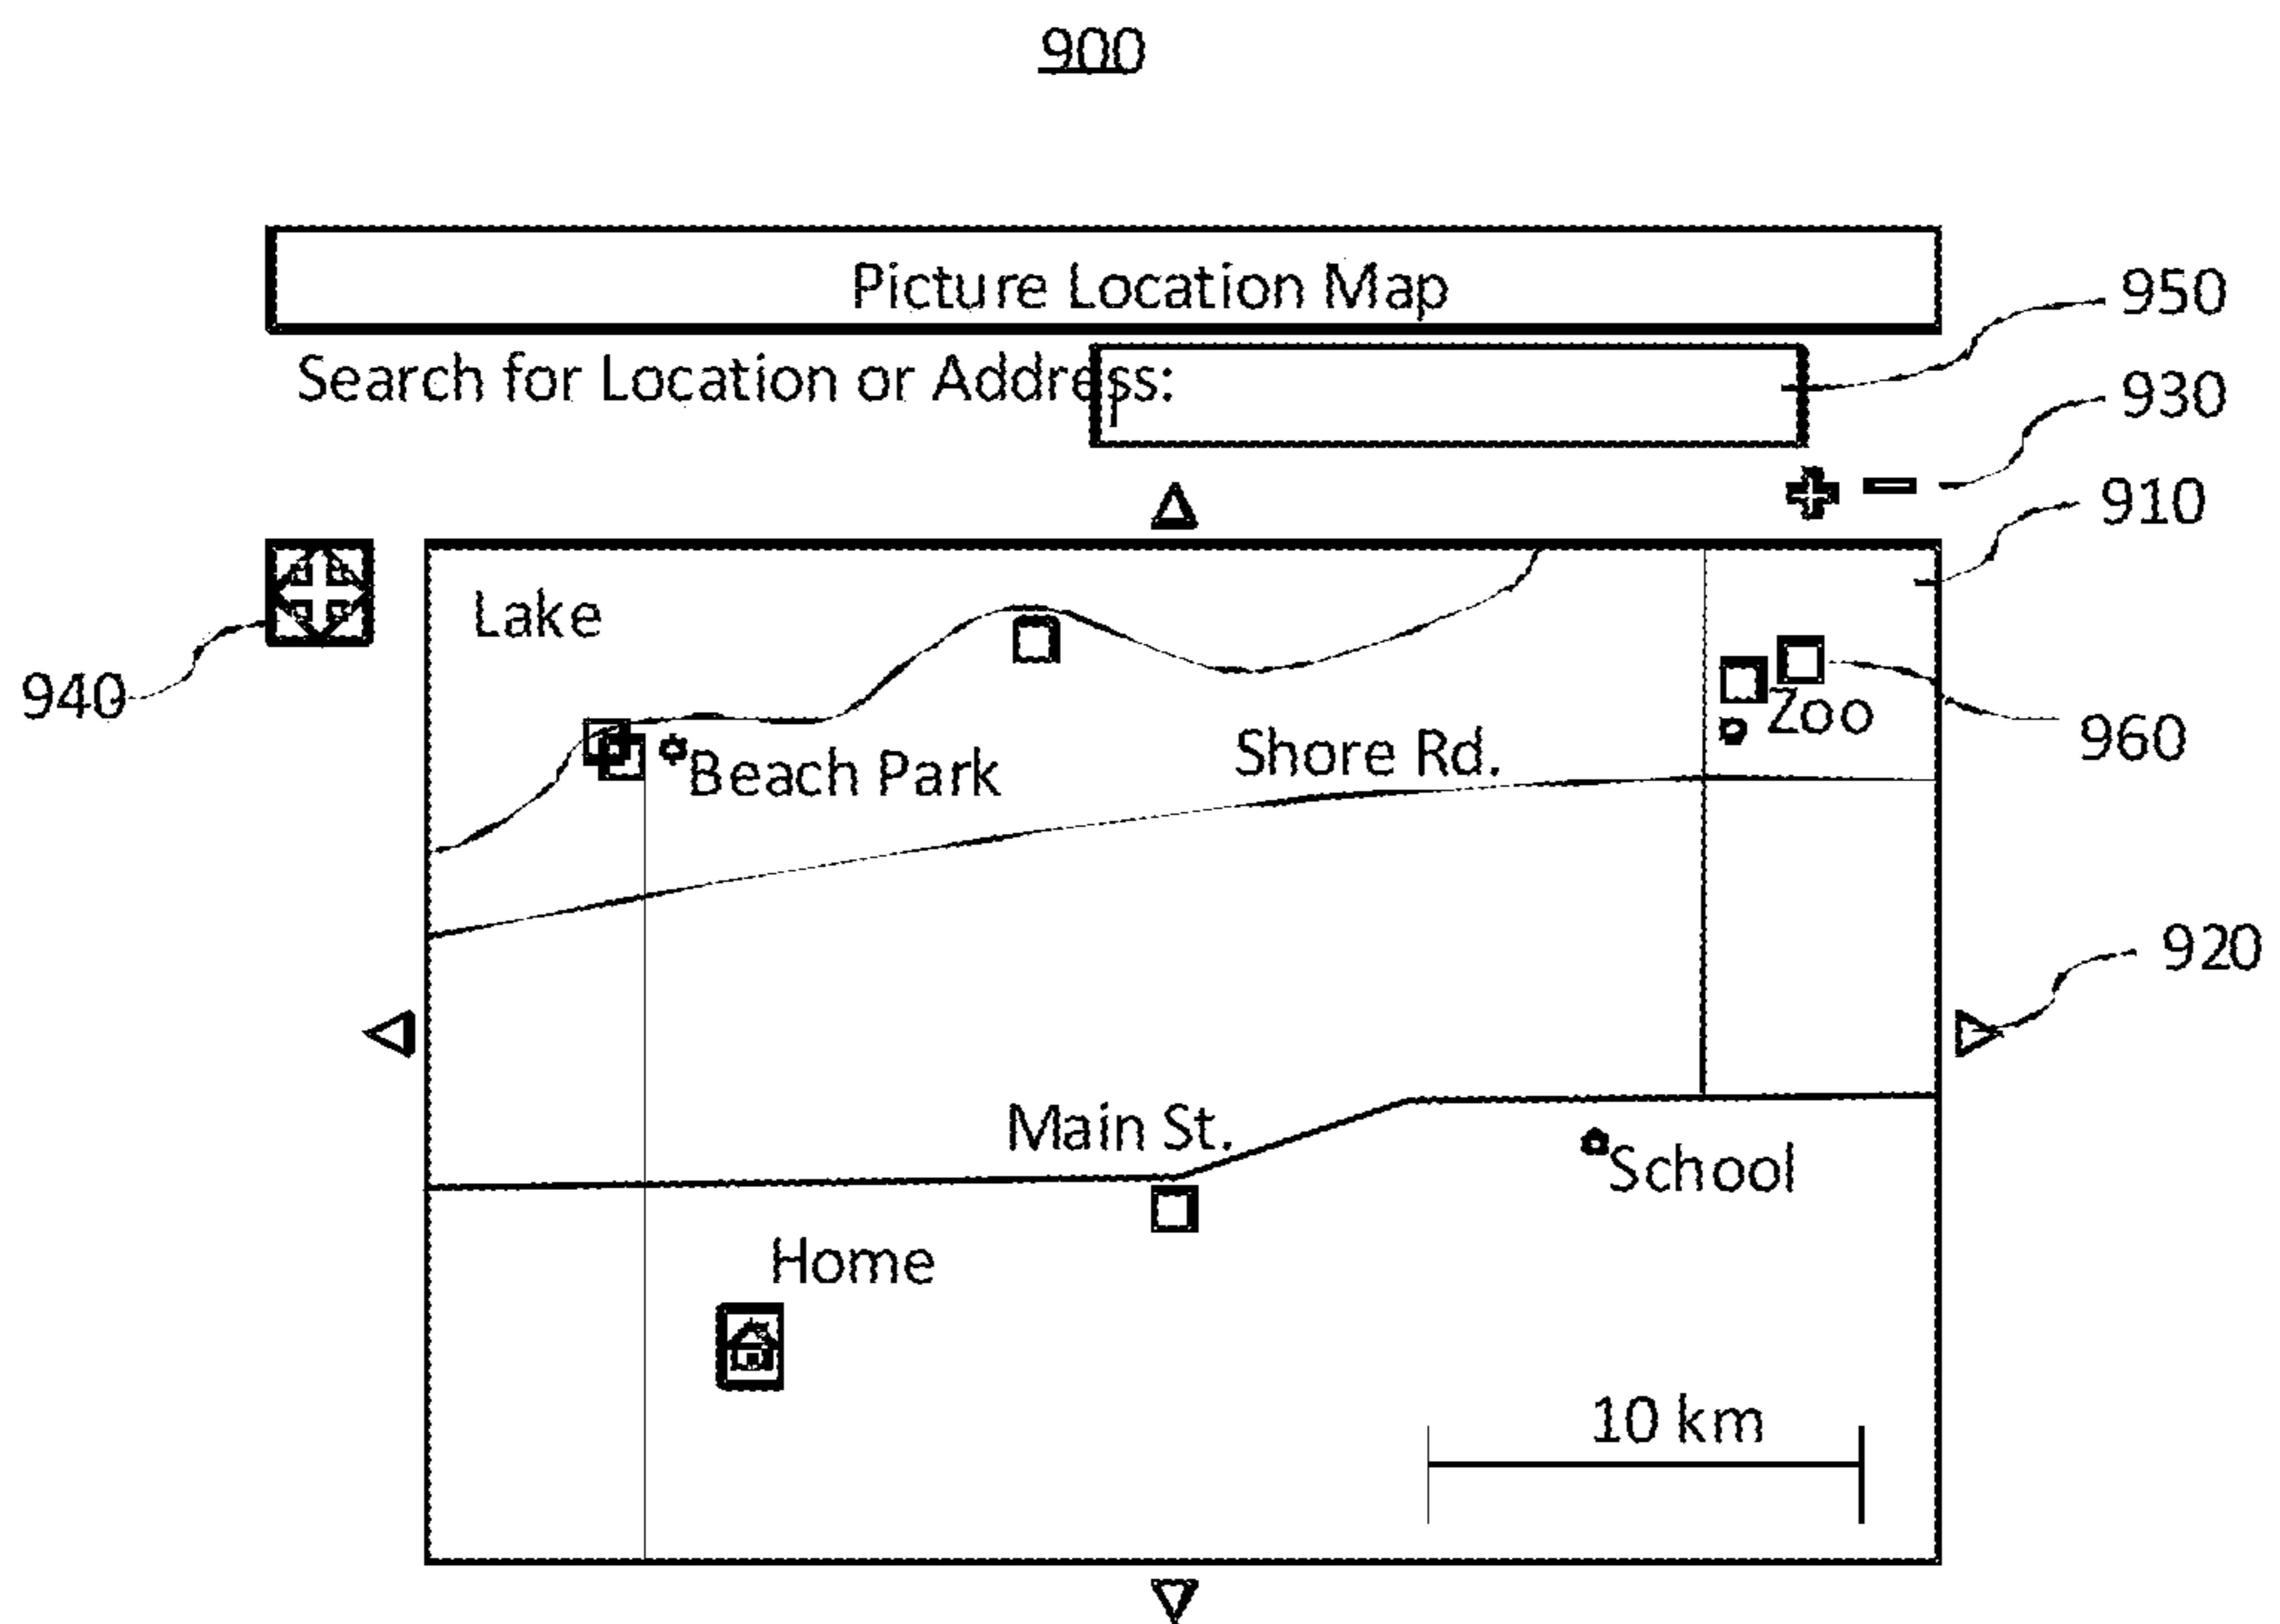 900
Picture Location Map
950
Search for Location or Address:
930
910
Lake
940
Zoo
960
Shore Rd.
Beach Park
920
Main St.
School
Home
10 km